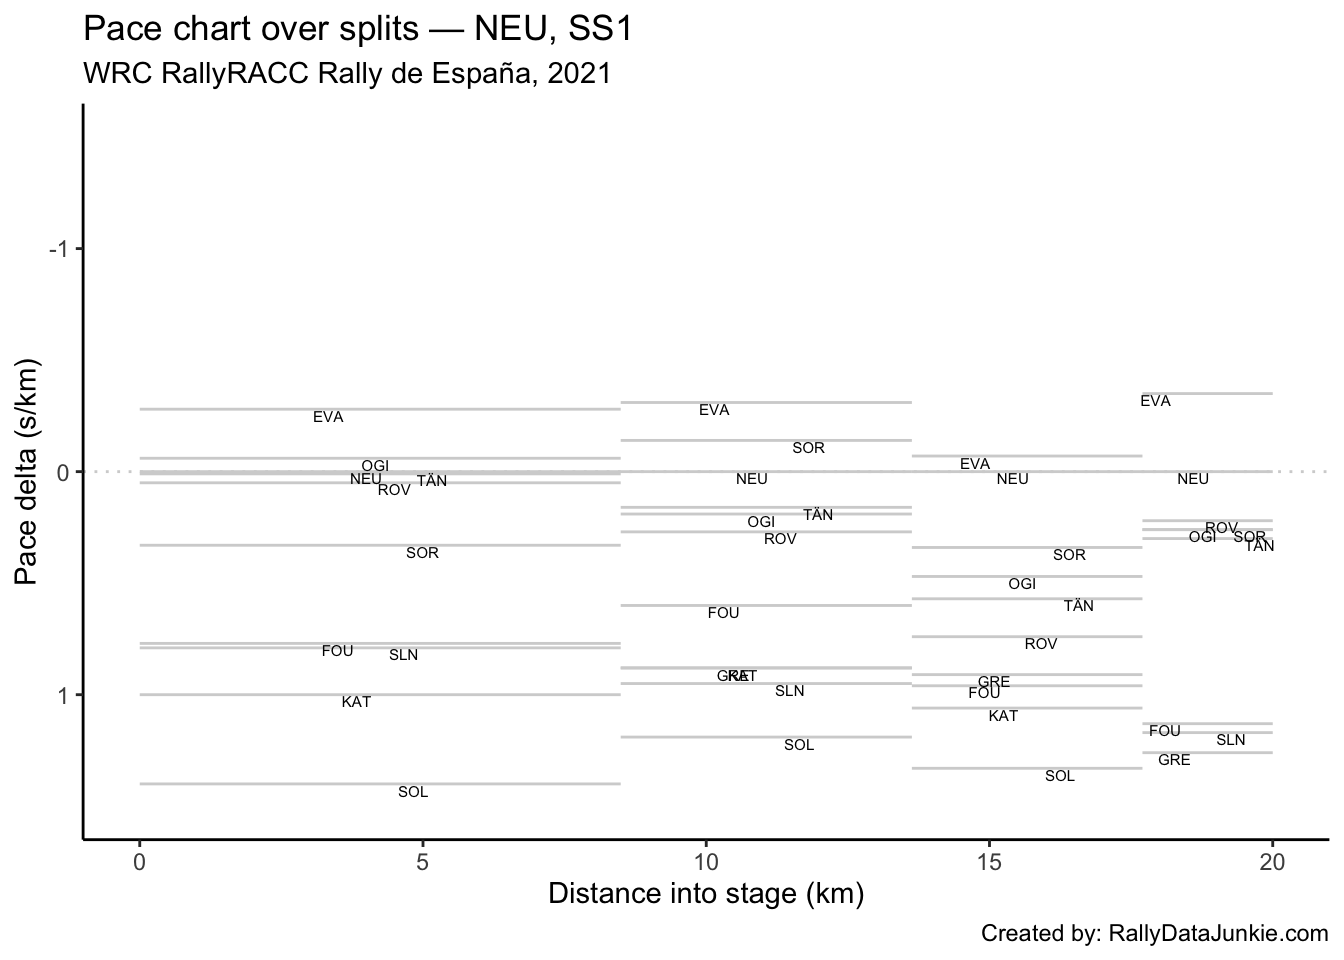 Pace chart over splits — NEU, SS1
WRC RallyRACC Rally de España, 2021
Pace delta (s/km)
-1
0
1
EVA
OGI
NEU
TÄN
ROV
SOR
FOU
SLN
KAT
SOL
EVA
SOR
NEU
TÄN
OGI
ROV
FOU
GRE
KAT
SLN
SOL
EVA
NEU
SOR
OGI
TÄN
ROV
GRE
FOU
KAT
SOL
EVA
NEU
ROV
OGI
SOR
TÄN
FOU
SLN
GRE
0 5 10 15 20
Distance into stage (km)
Created by: RallyDataJunkie.com